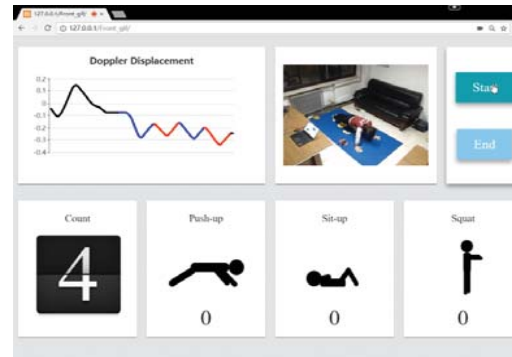 127.0.0.1/front_git/
Doppler Displacement
0.2
0.1
0
-0.1
-0.2
-0.3
-0.4
Start
End
Count
Push-up
Sit-up
Squat
4
0
0
0